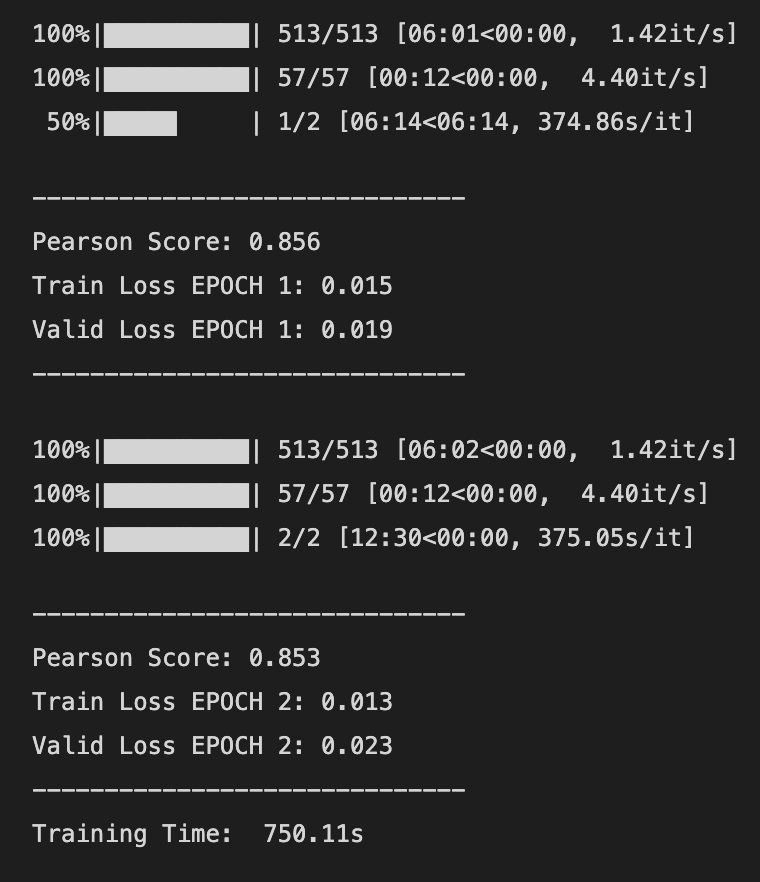 100%|██████████| 513/513 [06:01<00:00,  1.42it/s]
100%|██████████| 57/57 [00:12<00:00,  4.40it/s]
 50%|█████     | 1/2 [06:14<06:14, 374.86s/it]
------------------------------
Pearson Score: 0.856
Train Loss EPOCH 1: 0.015
Valid Loss EPOCH 1: 0.019
------------------------------
100%|██████████| 513/513 [06:02<00:00,  1.42it/s]
100%|██████████| 57/57 [00:12<00:00,  4.40it/s]
100%|██████████| 2/2 [12:30<00:00, 375.05s/it]
------------------------------
Pearson Score: 0.853
Train Loss EPOCH 2: 0.013
Valid Loss EPOCH 2: 0.023
------------------------------
Training Time:  750.11s